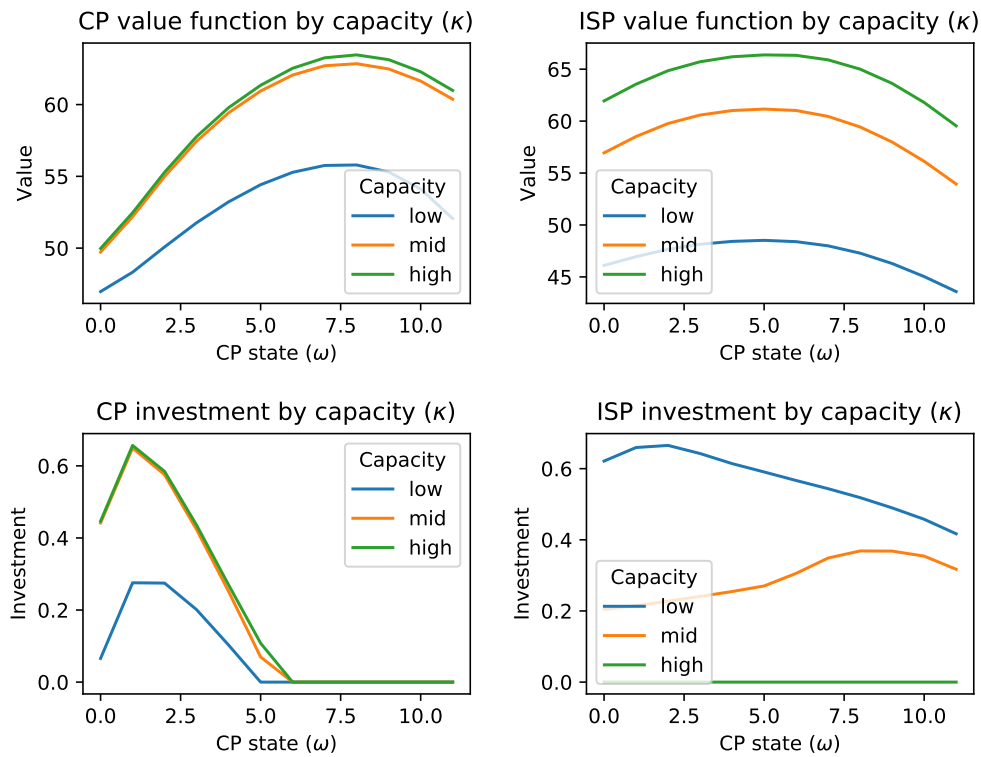 CP value function by capacity (κ)
60
55
50
Value
Capacity
low
mid
high
0.0 2.5 5.0 7.5 10.0
CP state (ω)
ISP value function by capacity (κ)
65
60
55
50
45
Value
Capacity
low
mid
high
0.0 2.5 5.0 7.5 10.0
CP state (ω)
CP investment by capacity (κ)
0.6
0.4
0.2
0.0
Investment
Capacity
low
mid
high
0.0 2.5 5.0 7.5 10.0
CP state (ω)
ISP investment by capacity (κ)
0.6
0.4
0.2
0.0
Investment
Capacity
low
mid
high
0.0 2.5 5.0 7.5 10.0
CP state (ω)